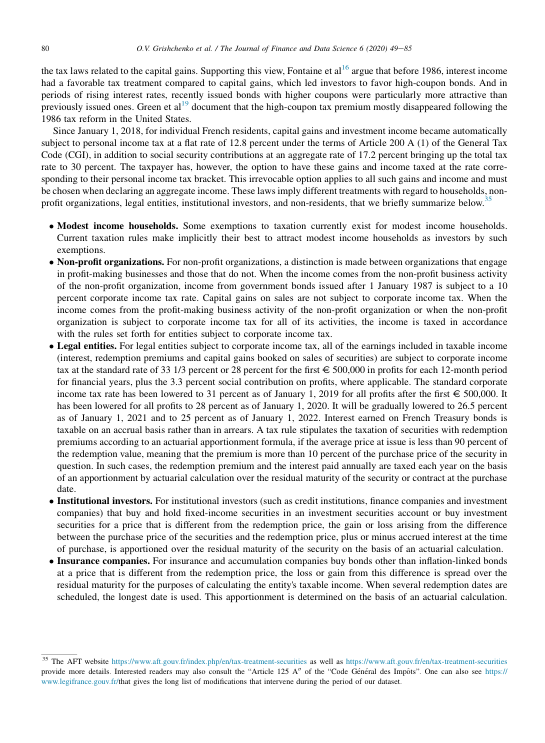 80
O.V. Grishchenko et al. / The Journal of Finance and Data Science 6 (2020) 49–85
the tax laws related to the capital gains. Supporting this view, Fontaine et al16 argue that before 1986, interest income
had a favorable tax treatment compared to capital gains, which led investors to favor high-coupon bonds. And in
periods of rising interest rates, recently issued bonds with higher coupons were particularly more attractive than
previously issued ones. Green et al19 document that the high-coupon tax premium mostly disappeared following the
1986 tax reform in the United States.
Since January 1, 2018, for individual French residents, capital gains and investment income became automatically
subject to personal income tax at a flat rate of 12.8 percent under the terms of Article 200 A (1) of the General Tax
Code (CGI), in addition to social security contributions at an aggregate rate of 17.2 percent bringing up the total tax
rate to 30 percent. The taxpayer has, however, the option to have these gains and income taxed at the rate corre-
sponding to their personal income tax bracket. This irrevocable option applies to all such gains and income and must
be chosen when declaring an aggregate income. These laws imply different treatments with regard to households, non-
profit organizations, legal entities, institutional investors, and non-residents, that we briefly summarize below.35
• Modest income households. Some exemptions to taxation currently exist for modest income households.
Current taxation rules make implicitly their best to attract modest income households as investors by such
exemptions.
• Non-profit organizations. For non-profit organizations, a distinction is made between organizations that engage
in profit-making businesses and those that do not. When the income comes from the non-profit business activity
of the non-profit organization, income from government bonds issued after 1 January 1987 is subject to a 10
percent corporate income tax rate. Capital gains on sales are not subject to corporate income tax. When the
income comes from the profit-making business activity of the non-profit organization or when the non-profit
organization is subject to corporate income tax for all of its activities, the income is taxed in accordance
with the rules set forth for entities subject to corporate income tax.
• Legal entities. For legal entities subject to corporate income tax, all of the earnings included in taxable income
(interest, redemption premiums and capital gains booked on sales of securities) are subject to corporate income
tax at the standard rate of 33 1/3 percent or 28 percent for the first € 500,000 in profits for each 12-month period
for financial years, plus the 3.3 percent social contribution on profits, where applicable. The standard corporate
income tax rate has been lowered to 31 percent as of January 1, 2019 for all profits after the first € 500,000. It
has been lowered for all profits to 28 percent as of January 1, 2020. It will be gradually lowered to 26.5 percent
as of January 1, 2021 and to 25 percent as of January 1, 2022. Interest earned on French Treasury bonds is
taxable on an accrual basis rather than in arrears. A tax rule stipulates the taxation of securities with redemption
premiums according to an actuarial apportionment formula, if the average price at issue is less than 90 percent of
the redemption value, meaning that the premium is more than 10 percent of the purchase price of the security in
question. In such cases, the redemption premium and the interest paid annually are taxed each year on the basis
of an apportionment by actuarial calculation over the residual maturity of the security or contract at the purchase
date.
• Institutional investors. For institutional investors (such as credit institutions, finance companies and investment
companies) that buy and hold fixed-income securities in an investment securities account or buy investment
securities for a price that is different from the redemption price, the gain or loss arising from the difference
between the purchase price of the securities and the redemption price, plus or minus accrued interest at the time
of purchase, is apportioned over the residual maturity of the security on the basis of an actuarial calculation.
• Insurance companies. For insurance and accumulation companies buy bonds other than inflation-linked bonds
at a price that is different from the redemption price, the loss or gain from this difference is spread over the
residual maturity for the purposes of calculating the entity's taxable income. When several redemption dates are
scheduled, the longest date is used. This apportionment is determined on the basis of an actuarial calculation.
35 The AFT website https://www.aft.gouv.fr/index.php/en/tax-treatment-securities as well as https://www.aft.gouv.fr/en/tax-treatment-securities
provide more details. Interested readers may also consult the “Article 125 A″ of the “Code Général des Impôts”. One can also see https://
www.legifrance.gouv.fr/that gives the long list of modifications that intervene during the period of our dataset.